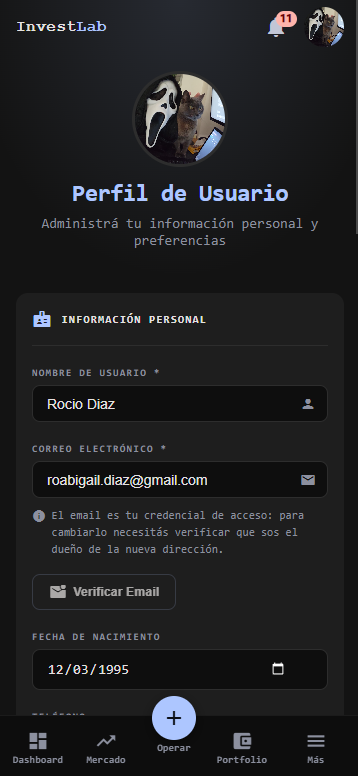 InvestLab
11
Perfil de Usuario
Administrá tu información personal y
preferencias
INFORMACIÓN PERSONAL
NOMBRE DE USUARIO *
Rocio Diaz
CORREO ELECTRÓNICO *
roabigail.diaz@gmail.com
El email es tu credencial de acceso: para
cambiarlo necesitás verificar que sos el
dueño de la nueva dirección.
Verificar Email
FECHA DE NACIMIENTO
12/03/1995
Dashboard
Mercado
Operar
Portfolio
Más